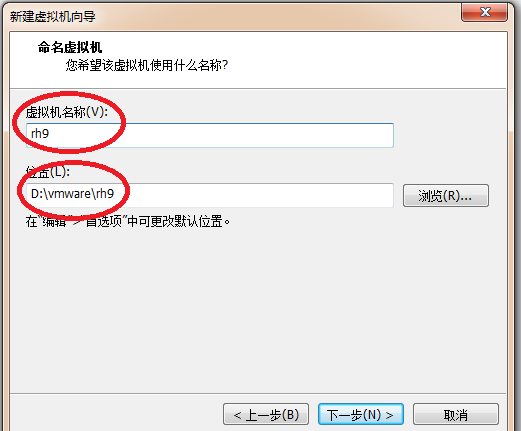 新建虚拟机向导
命名虚拟机
您希望该虚拟机使用什么名称?
虚拟机名称(V):
rh9
位置(L):
D:\vmware\rh9
浏览(R)...
在"编辑" > "首选项"中可更改默认位置。
< 上一步(B)
下一步(N) >
取消